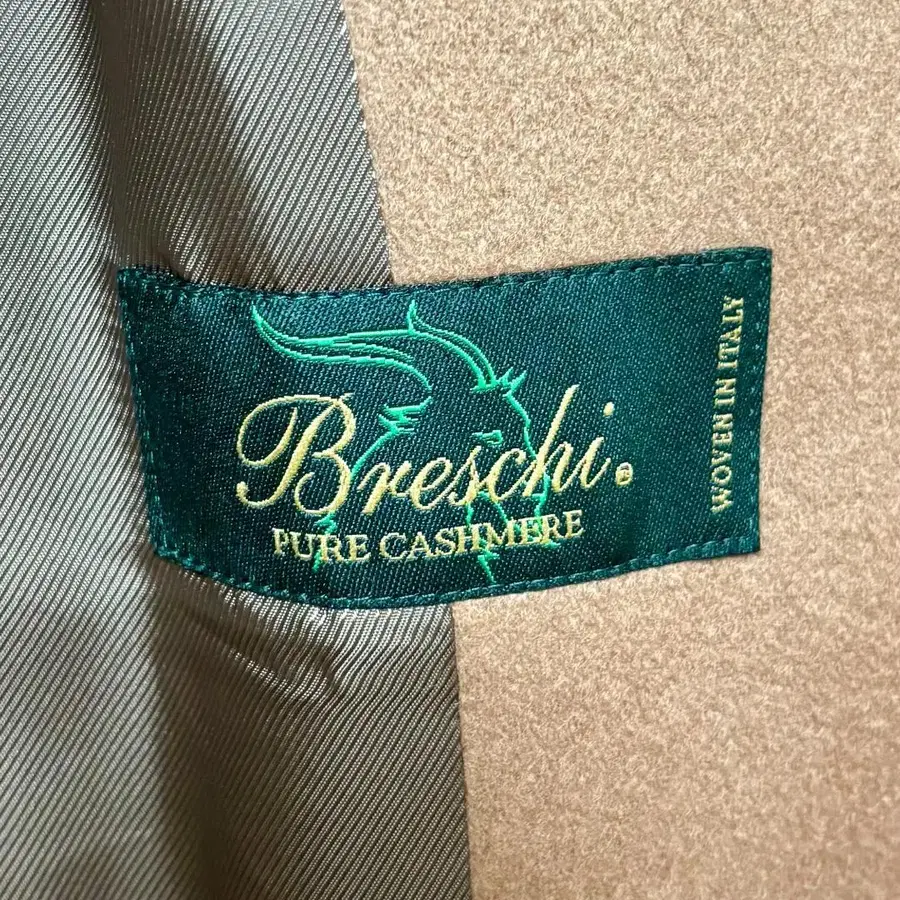 Breschi.
PURE CASHMERE
WOVEN IN ITALY